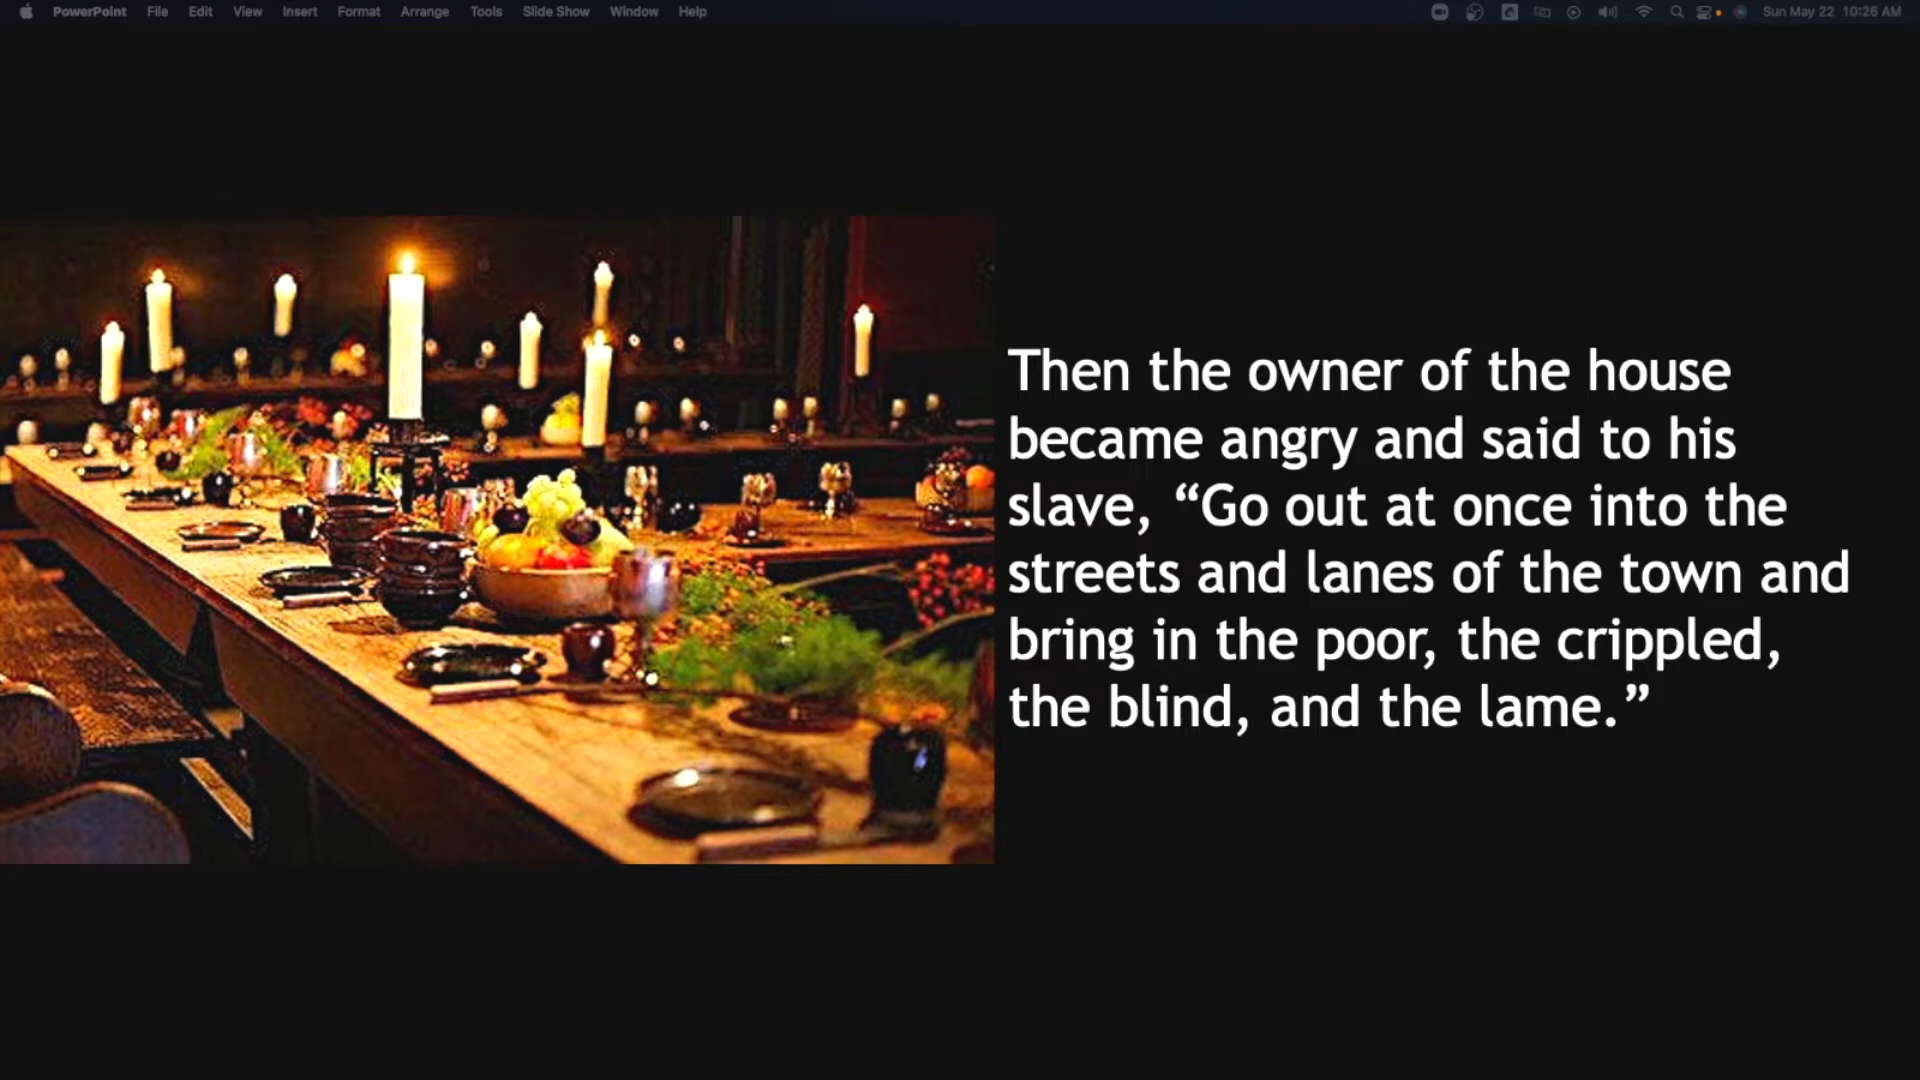 PowerPoint File Edit View Insert Format Arrange Tools Slide Show Window Help Sun May 22 10:26 AM
Then the owner of the house
became angry and said to his
slave, “Go out at once into the
streets and lanes of the town and
bring in the poor, the crippled,
the blind, and the lame.”